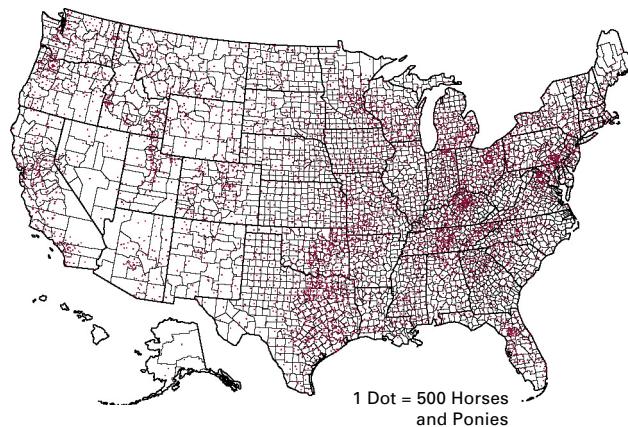 1 Dot = 500 Horses
and Ponies